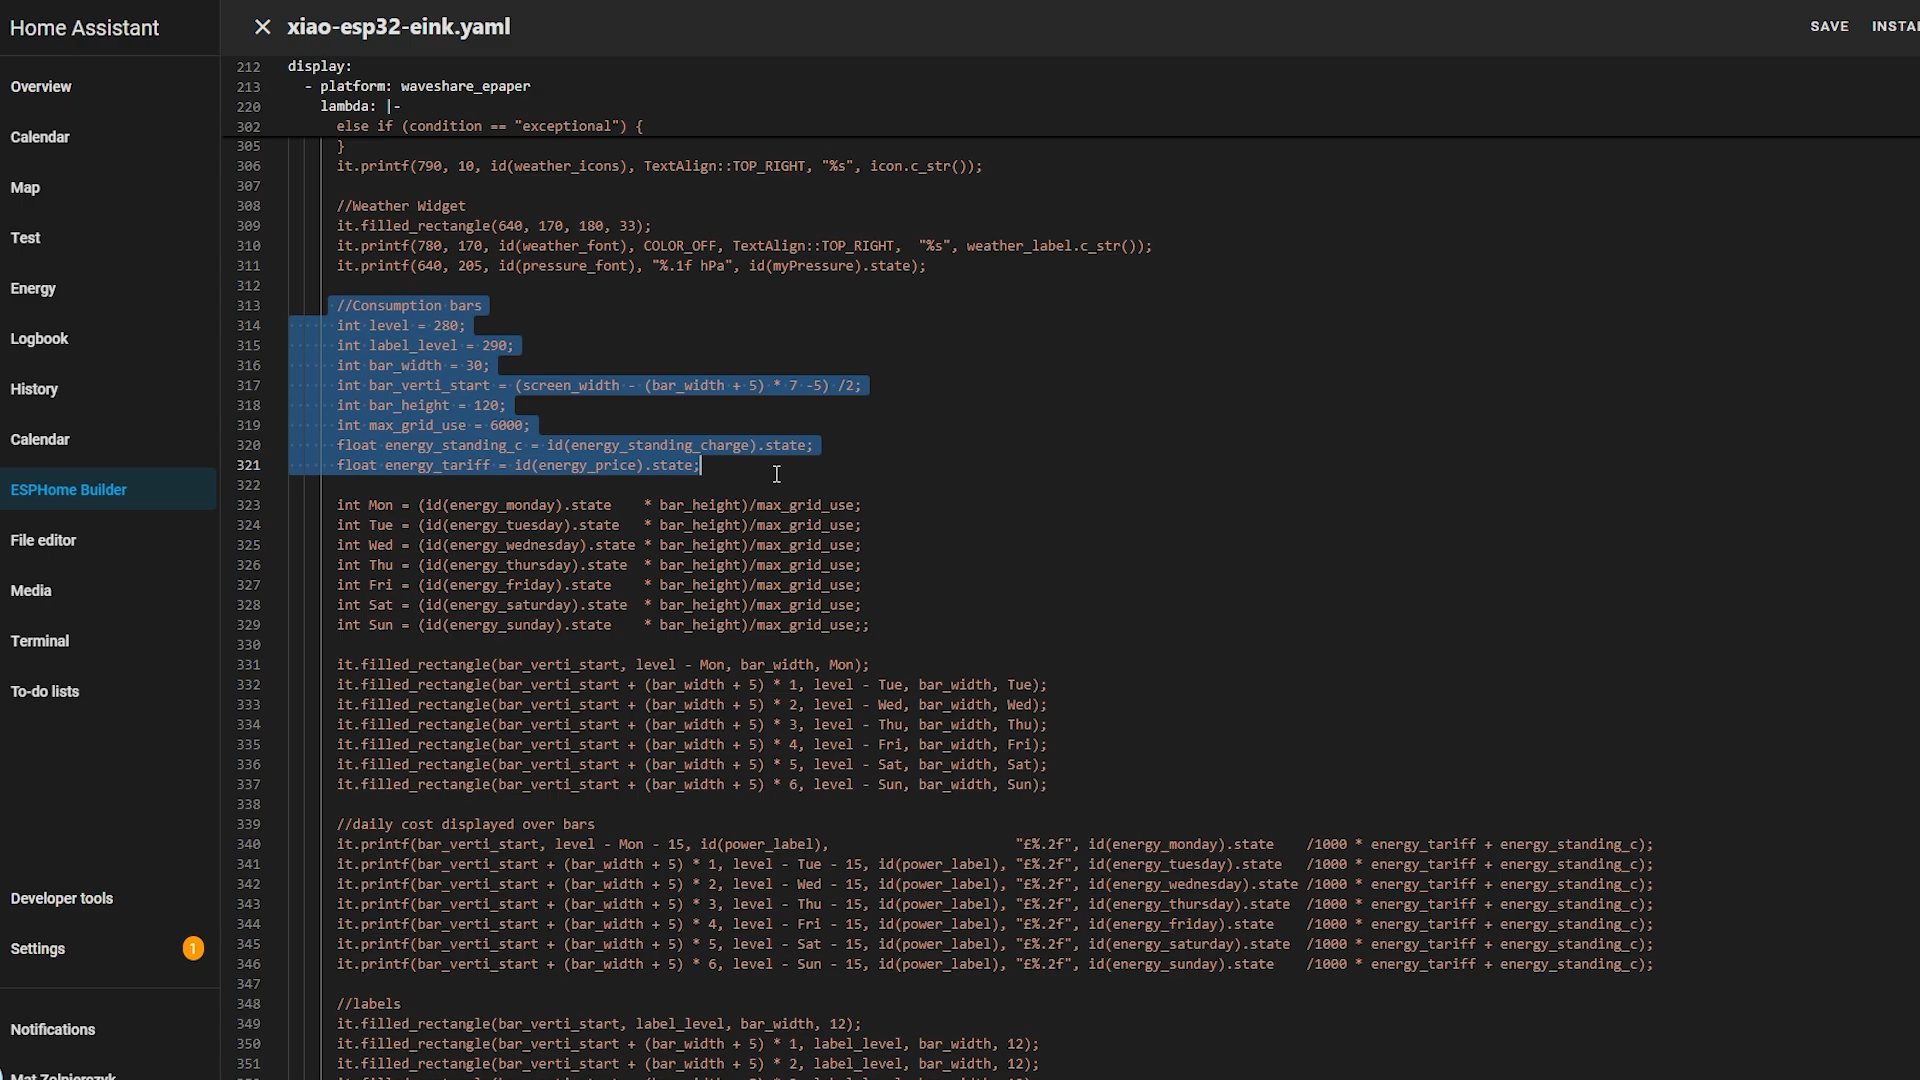 Home Assistant
Overview
Calendar
Map
Test
Energy
Logbook
History
Calendar
ESPHome Builder
File editor
Media
Terminal
To-do lists
Developer tools
Settings 1
Notifications
Mat Zolnierczyk
xiao-esp32-eink.yaml
SAVE INSTAL
212 display:
213 - platform: waveshare_epaper
220 lambda: |-
302 else if (condition == "exceptional") {
305 }
306 it.printf(790, 10, id(weather_icons), TextAlign::TOP_RIGHT, "%s", icon.c_str());
307
308 //Weather Widget
309 it.filled_rectangle(640, 170, 180, 33);
310 it.printf(780, 170, id(weather_font), COLOR_OFF, TextAlign::TOP_RIGHT,  "%s", weather_label.c_str());
311 it.printf(640, 205, id(pressure_font), "%.1f hPa", id(myPressure).state);
312
313 //Consumption bars
314 int level = 280;
315 int label_level = 290;
316 int bar_width = 30;
317 int bar_verti_start = (screen_width - (bar_width + 5) * 7 -5) /2;
318 int bar_height = 120;
319 int max_grid_use = 6000;
320 float energy_standing_c = id(energy_standing_charge).state;
321 float energy_tariff = id(energy_price).state;
322
323 int Mon = (id(energy_monday).state    * bar_height)/max_grid_use;
324 int Tue = (id(energy_tuesday).state   * bar_height)/max_grid_use;
325 int Wed = (id(energy_wednesday).state * bar_height)/max_grid_use;
326 int Thu = (id(energy_thursday).state  * bar_height)/max_grid_use;
327 int Fri = (id(energy_friday).state    * bar_height)/max_grid_use;
328 int Sat = (id(energy_saturday).state  * bar_height)/max_grid_use;
329 int Sun = (id(energy_sunday).state    * bar_height)/max_grid_use;;
330
331 it.filled_rectangle(bar_verti_start, level - Mon, bar_width, Mon);
332 it.filled_rectangle(bar_verti_start + (bar_width + 5) * 1, level - Tue, bar_width, Tue);
333 it.filled_rectangle(bar_verti_start + (bar_width + 5) * 2, level - Wed, bar_width, Wed);
334 it.filled_rectangle(bar_verti_start + (bar_width + 5) * 3, level - Thu, bar_width, Thu);
335 it.filled_rectangle(bar_verti_start + (bar_width + 5) * 4, level - Fri, bar_width, Fri);
336 it.filled_rectangle(bar_verti_start + (bar_width + 5) * 5, level - Sat, bar_width, Sat);
337 it.filled_rectangle(bar_verti_start + (bar_width + 5) * 6, level - Sun, bar_width, Sun);
338
339 //daily cost displayed over bars
340 it.printf(bar_verti_start, level - Mon - 15, id(power_label),                       "£%.2f", id(energy_monday).state    /1000 * energy_tariff + energy_standing_c);
341 it.printf(bar_verti_start + (bar_width + 5) * 1, level - Tue - 15, id(power_label), "£%.2f", id(energy_tuesday).state   /1000 * energy_tariff + energy_standing_c);
342 it.printf(bar_verti_start + (bar_width + 5) * 2, level - Wed - 15, id(power_label), "£%.2f", id(energy_wednesday).state /1000 * energy_tariff + energy_standing_c);
343 it.printf(bar_verti_start + (bar_width + 5) * 3, level - Thu - 15, id(power_label), "£%.2f", id(energy_thursday).state  /1000 * energy_tariff + energy_standing_c);
344 it.printf(bar_verti_start + (bar_width + 5) * 4, level - Fri - 15, id(power_label), "£%.2f", id(energy_friday).state    /1000 * energy_tariff + energy_standing_c);
345 it.printf(bar_verti_start + (bar_width + 5) * 5, level - Sat - 15, id(power_label), "£%.2f", id(energy_saturday).state  /1000 * energy_tariff + energy_standing_c);
346 it.printf(bar_verti_start + (bar_width + 5) * 6, level - Sun - 15, id(power_label), "£%.2f", id(energy_sunday).state    /1000 * energy_tariff + energy_standing_c);
347
348 //labels
349 it.filled_rectangle(bar_verti_start, label_level, bar_width, 12);
350 it.filled_rectangle(bar_verti_start + (bar_width + 5) * 1, label_level, bar_width, 12);
351 it.filled_rectangle(bar_verti_start + (bar_width + 5) * 2, label_level, bar_width, 12);